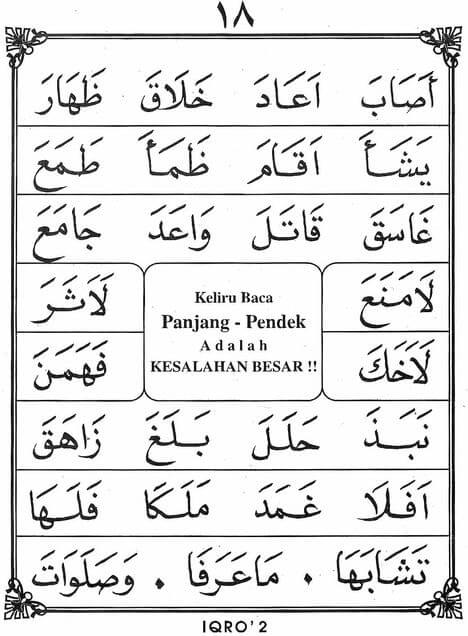 ١٨
أَصَابَ اَعَادَ خَلَاقَ ظَهَارَ
يَشَأَ اَقَامَ ظَمَأَ طَمَعَ
غَاسَقَ قَاتَلَ وَاعَدَ جَامَعَ
لَامَنَعَ لَاثَرَ
Keliru Baca
Panjang - Pendek
Adalah
KESALAHAN BESAR !!
لَاَخَكَ فَهَمَنَ
نَبَذَ حَلَلَ بَلَغَ زَاهَقَ
اَفَلَا غَمَدَ مَلَكَا فَلَهَا
تَشَابَهَا . مَاعَرَفَا . وَصَلَوَاتَ
IQRO' 2